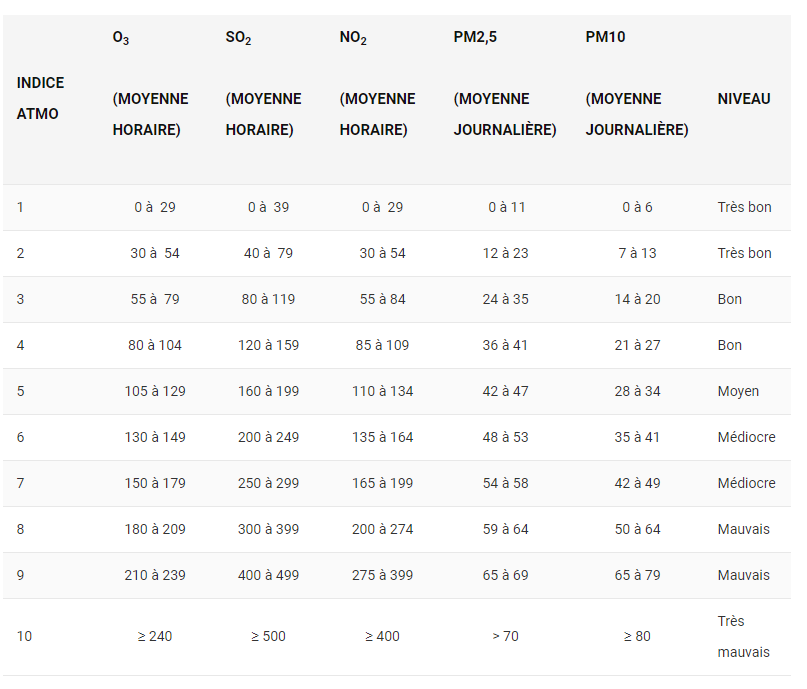 O3 SO2 NO2 PM2,5 PM10
INDICE
ATMO
(MOYENNE (MOYENNE (MOYENNE (MOYENNE (MOYENNE NIVEAU
HORAIRE) HORAIRE) HORAIRE) JOURNALIÈRE) JOURNALIÈRE)
1 0 à 29 0 à 39 0 à 29 0 à 11 0 à 6 Très bon
2 30 à 54 40 à 79 30 à 54 12 à 23 7 à 13 Très bon
3 55 à 79 80 à 119 55 à 84 24 à 35 14 à 20 Bon
4 80 à 104 120 à 159 85 à 109 36 à 41 21 à 27 Bon
5 105 à 129 160 à 199 110 à 134 42 à 47 28 à 34 Moyen
6 130 à 149 200 à 249 135 à 164 48 à 53 35 à 41 Médiocre
7 150 à 179 250 à 299 165 à 199 54 à 58 42 à 49 Médiocre
8 180 à 209 300 à 399 200 à 274 59 à 64 50 à 64 Mauvais
9 210 à 239 400 à 499 275 à 399 65 à 69 65 à 79 Mauvais
10 ≥ 240 ≥ 500 ≥ 400 > 70 ≥ 80 Très
mauvais